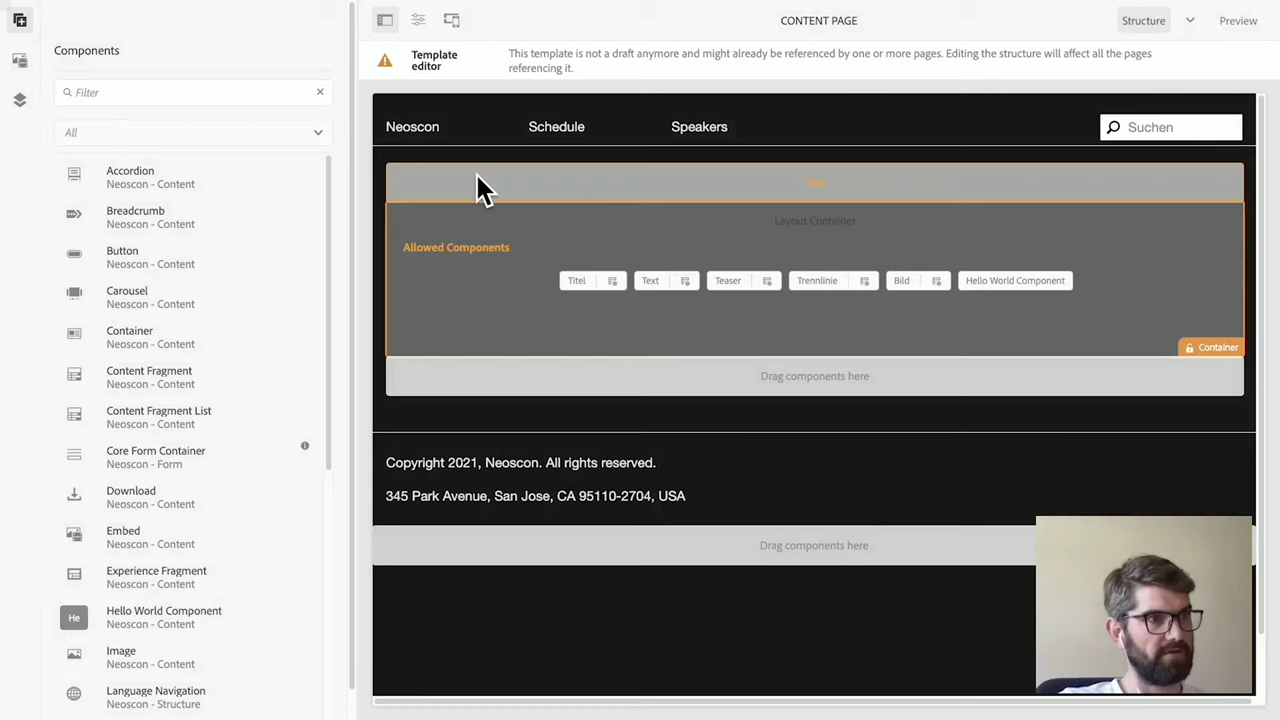 CONTENT PAGE
Structure
Preview
Components
Template
editor
This template is not a draft anymore and might already be referenced by one or more pages. Editing the structure will affect all the pages
referencing it.
Filter
All
Accordion
Neoscon - Content
Breadcrumb
Neoscon - Content
Button
Neoscon - Content
Carousel
Neoscon - Content
Container
Neoscon - Content
Content Fragment
Neoscon - Content
Content Fragment List
Neoscon - Content
Core Form Container
Neoscon - Form
Download
Neoscon - Content
Embed
Neoscon - Content
Experience Fragment
Neoscon - Content
He
Hello World Component
Neoscon - Content
Image
Neoscon - Content
Language Navigation
Neoscon - Structure
Neoscon
Schedule
Speakers
Suchen
Layout Container
Allowed Components
Titel
Text
Teaser
Trennlinie
Bild
Hello World Component
Container
Drag components here
Copyright 2021, Neoscon. All rights reserved.
345 Park Avenue, San Jose, CA 95110-2704, USA
Drag components here